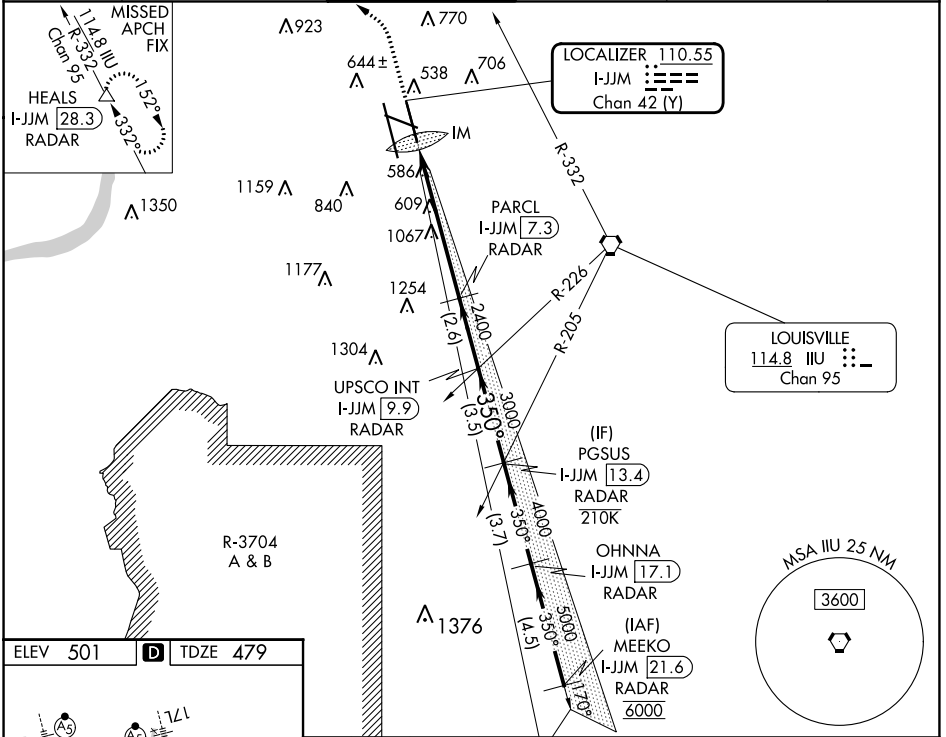 MISSED
APCH
FIX
114.8 IIU
R-332
Chan 95
HEALS
I-JJM 28.3
RADAR
152°
332°
923
770
644±
538
706
LOCALIZER 110.55
I-JJM
Chan 42 (Y)
IM
R-332
586
1159
840
609
1350
1067
PARCL
I-JJM 7.3
RADAR
1177
1254
R-226
R-205
2400
(2.6)
LOUISVILLE
114.8 IIU
Chan 95
1304
UPSCO INT
I-JJM 9.9
RADAR
350°
3000
(3.5)
(IF)
PGSUS
I-JJM 13.4
RADAR
210K
R-3704
A & B
350°
4000
(3.7)
OHNNA
I-JJM 17.1
RADAR
MSA IIU 25 NM
3600
1376
350°
5000
(4.5)
(IAF)
MEEKO
I-JJM 21.6
RADAR
6000
170°
ELEV 501 D TDZE 479
A5
A5
17L